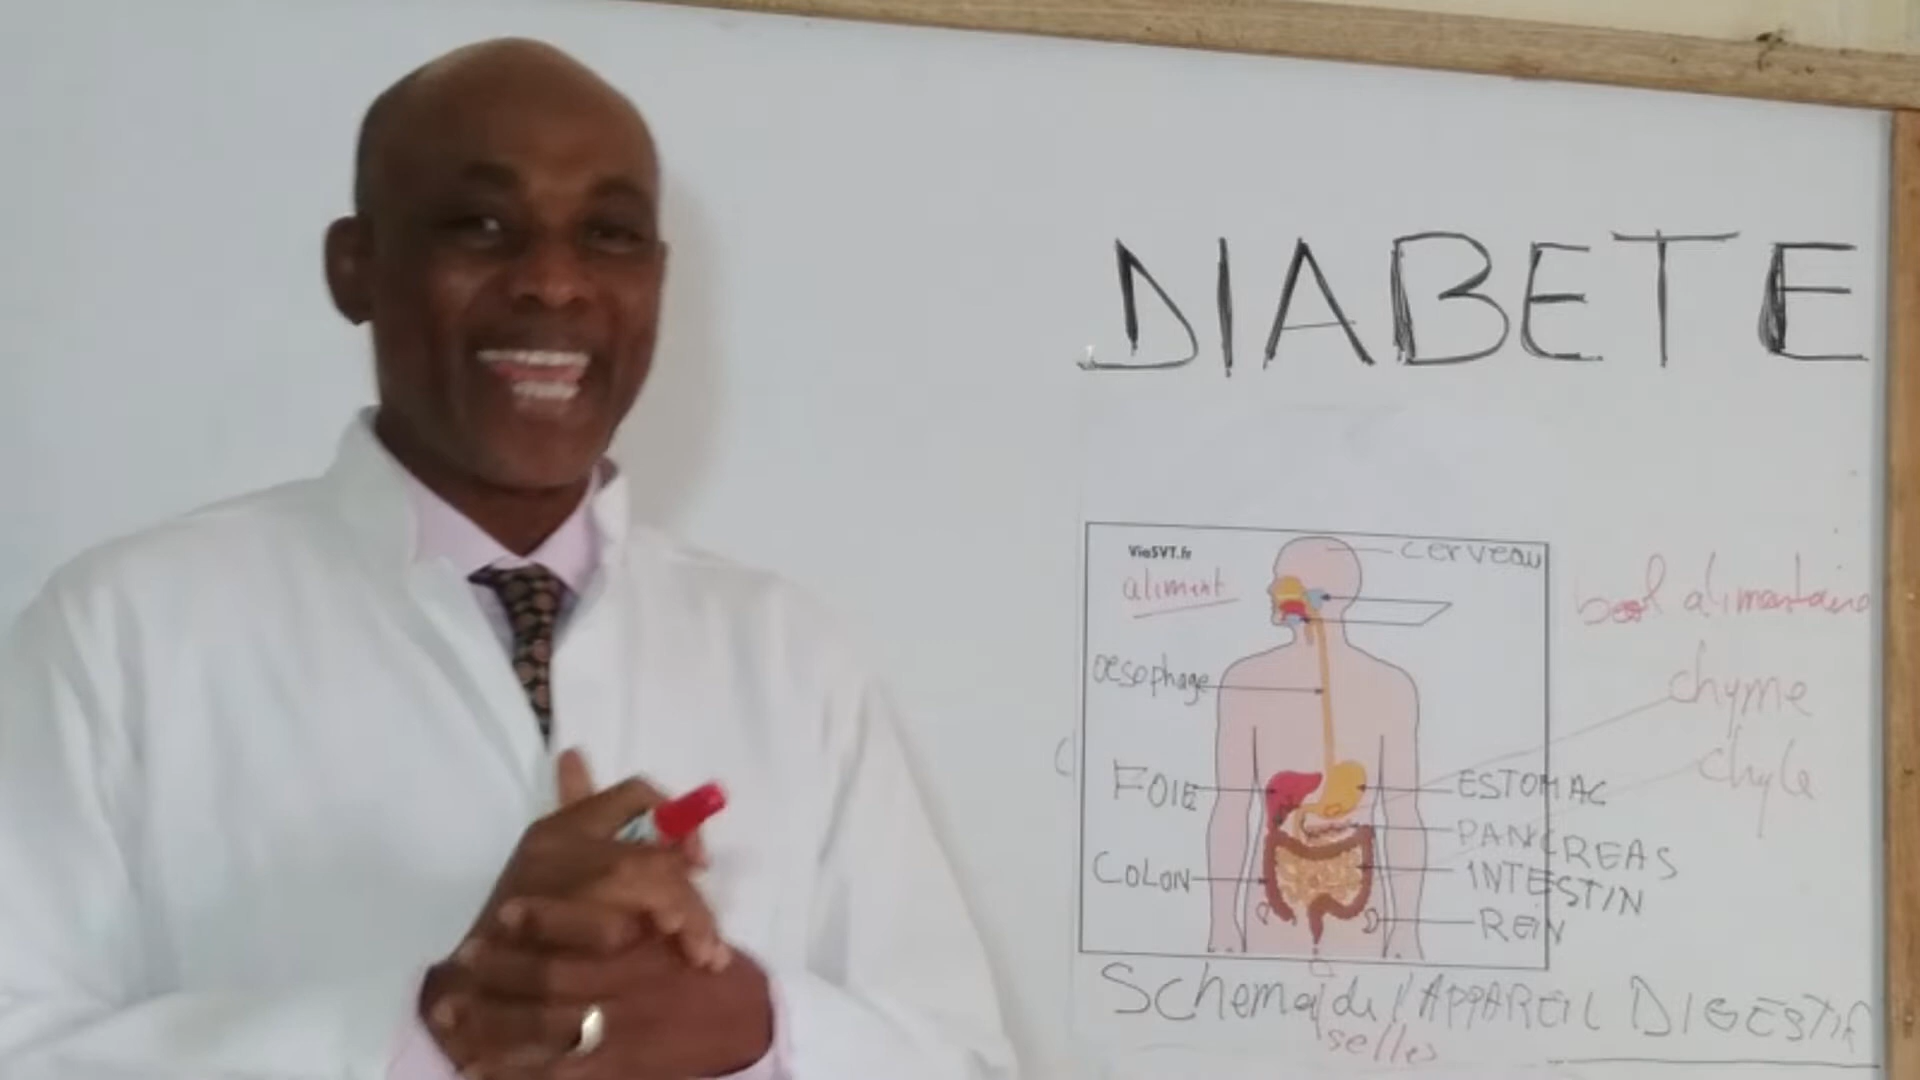 DIABETE
ViaSVT.fr
cerveau
aliment
bol alimentaire
oesophage
chyme
chyle
FOIE
ESTOMAC
PANCREAS
COLON
INTESTIN
REIN
Schema de l'APPAREIL DIGESTIF
selles